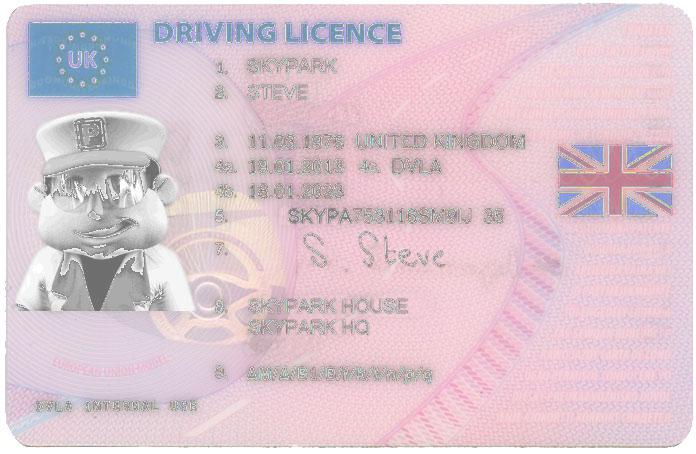 UK
DRIVING LICENCE
1. SKYPARK
2. STEVE
P
3. 11.03.1976 UNITED KINGDOM
4a. 19.01.2013 4c. DVLA
4b. 18.01.2023
5. SKYPA753116SM9IJ 35
7. S. Steve
8. SKYPARK HOUSE
SKYPARK HQ
EUROPEAN UNION MODEL
9. AM/A/B1/B/f/k/l/n/p/q
DVLA INTERNAL USE